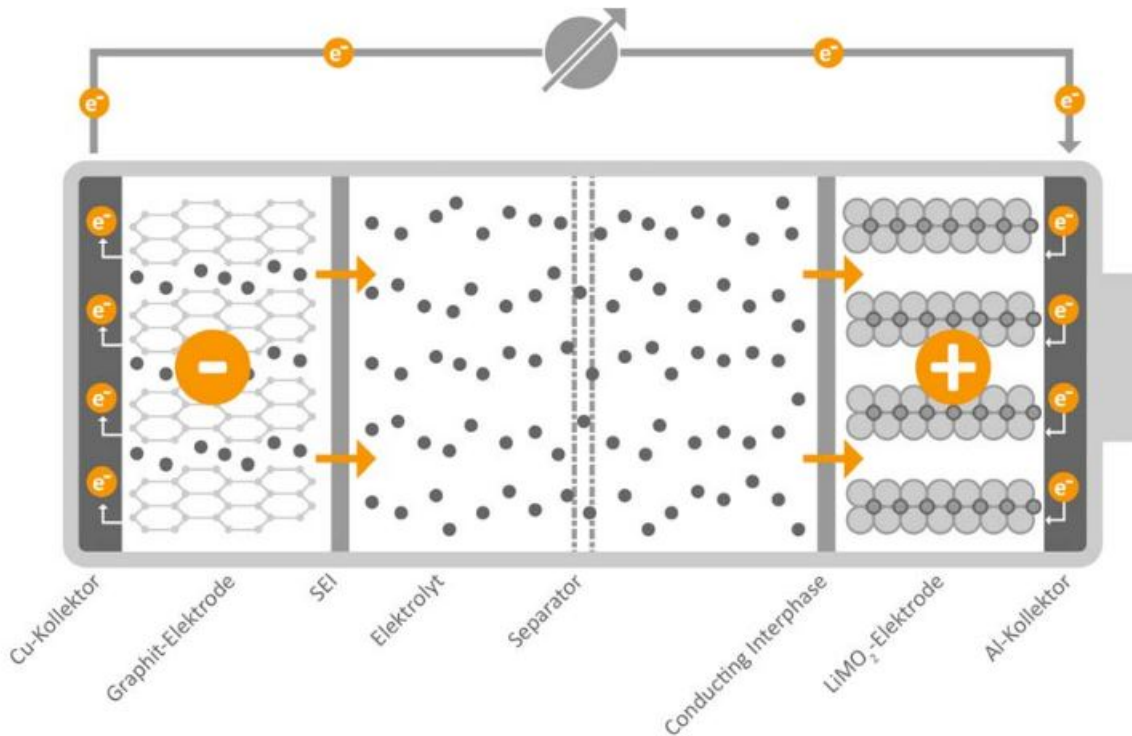 e⁻
e⁻
e⁻
e⁻
e⁻
e⁻
e⁻
e⁻
-
+
e⁻
e⁻
e⁻
e⁻
Cu-Kollektor
Graphit-Elektrode
SEI
Elektrolyt
Separator
Conducting Interphase
LiMO₂-Elektrode
Al-Kollektor